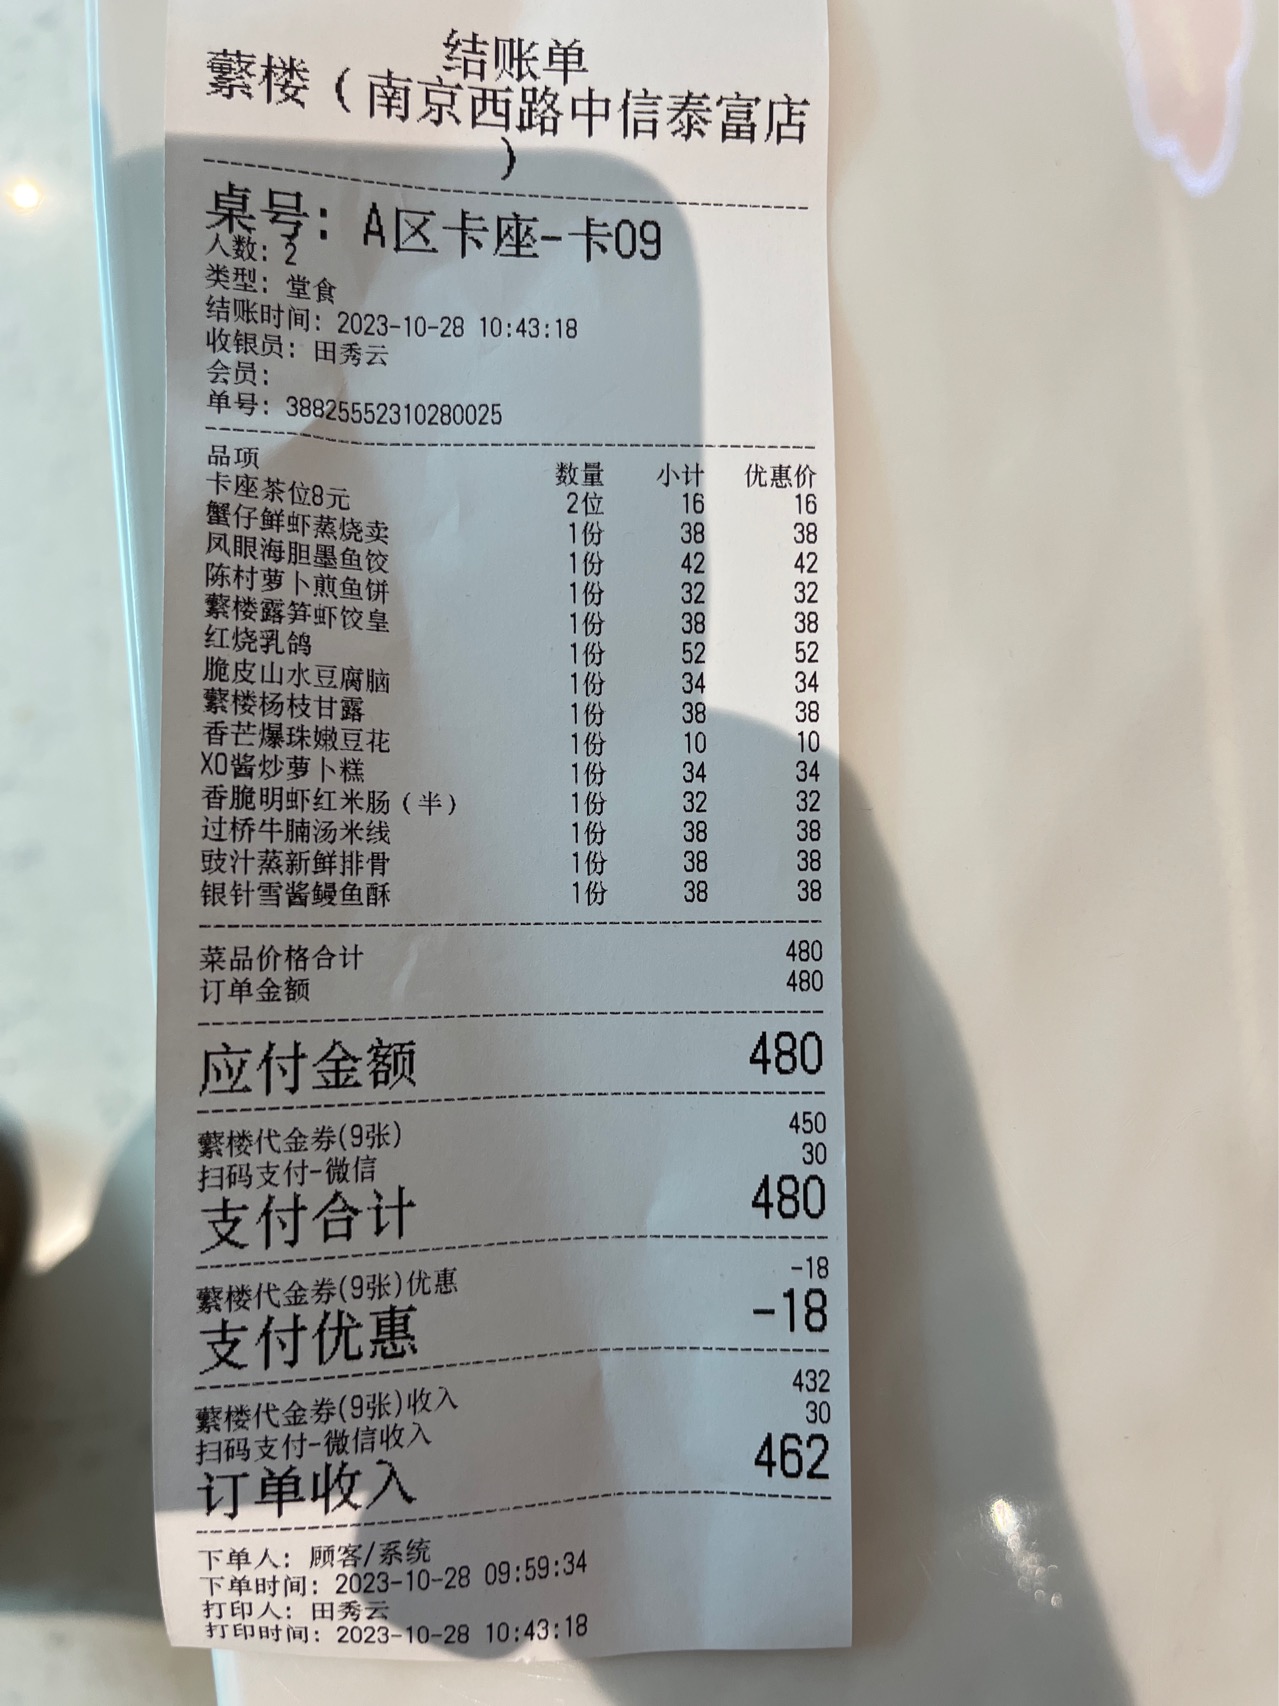 结账单
蘩楼（南京西路中信泰富店
）
桌号：A区卡座-卡09
人数：2
类型：堂食
结账时间：2023-10-28 10:43:18
收银员：田秀云
会员：
单号：38825552310280025
品项 数量 小计 优惠价
卡座茶位8元 2位 16 16
蟹仔鲜虾蒸烧卖 1份 38 38
凤眼海胆墨鱼饺 1份 42 42
陈村萝卜煎鱼饼 1份 32 32
蘩楼露笋虾饺皇 1份 38 38
红烧乳鸽 1份 52 52
脆皮山水豆腐脑 1份 34 34
蘩楼杨枝甘露 1份 38 38
香芒爆珠嫩豆花 1份 10 10
XO酱炒萝卜糕 1份 34 34
香脆明虾红米肠（半） 1份 32 32
过桥牛腩汤米线 1份 38 38
豉汁蒸新鲜排骨 1份 38 38
银针雪酱鳗鱼酥 1份 38 38
菜品价格合计 480
订单金额 480
应付金额 480
蘩楼代金券(9张) 450
扫码支付-微信 30
支付合计 480
蘩楼代金券(9张)优惠 -18
支付优惠 -18
蘩楼代金券(9张)收入 432
扫码支付-微信收入 30
订单收入 462
下单人：顾客/系统
下单时间：2023-10-28 09:59:34
打印人：田秀云
打印时间：2023-10-28 10:43:18